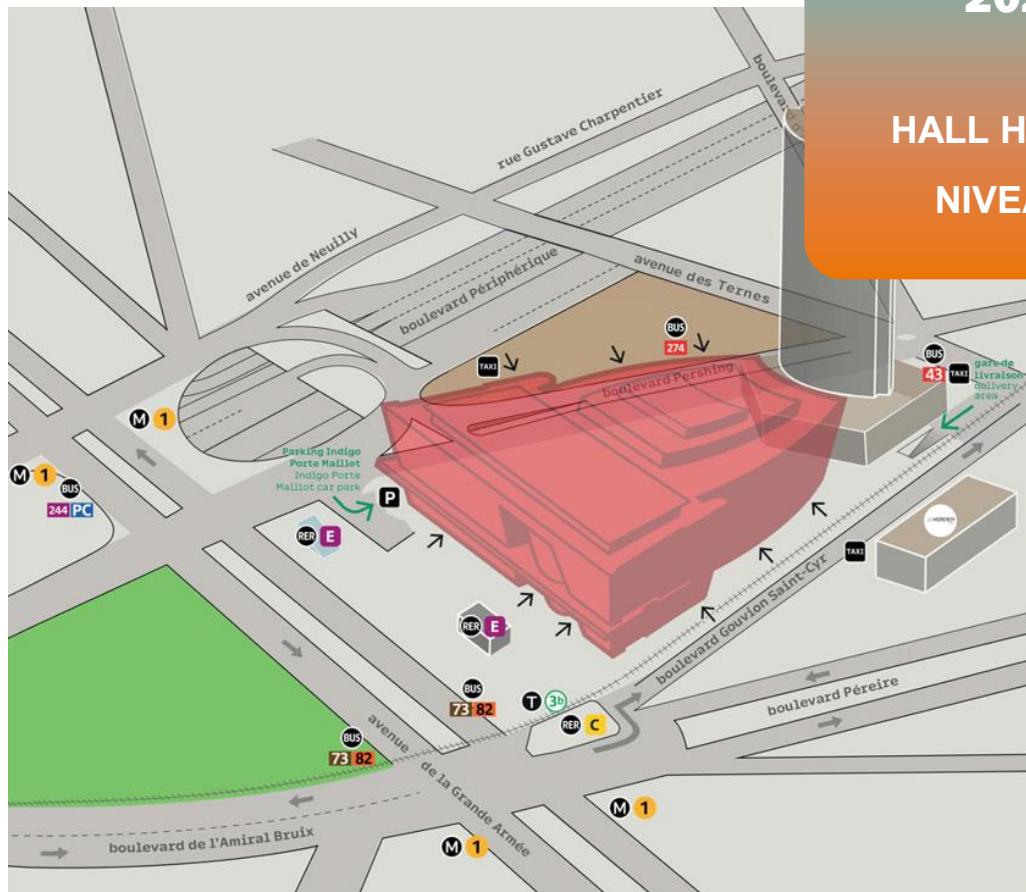 HALL H
rue Gustave Charpentier
avenue de Neuilly
boulevard Périphérique
avenue des Ternes
BUS
274
TAXI
boulevard Pershing
BUS
43
TAXI
gare de
livraison
delivery
area
M 1
M 1
BUS
244 PC
Parking Indigo
Porte Maillot
Indigo Porte
Maillot car park
P
RER E
RER E
TAXI
boulevard Gouvion Saint-Cyr
boulevard Péreire
BUS
73 82
T 3b
RER C
BUS
73 82
avenue
de la Grande Armée
M 1
M 1
boulevard de l'Amiral Bruix